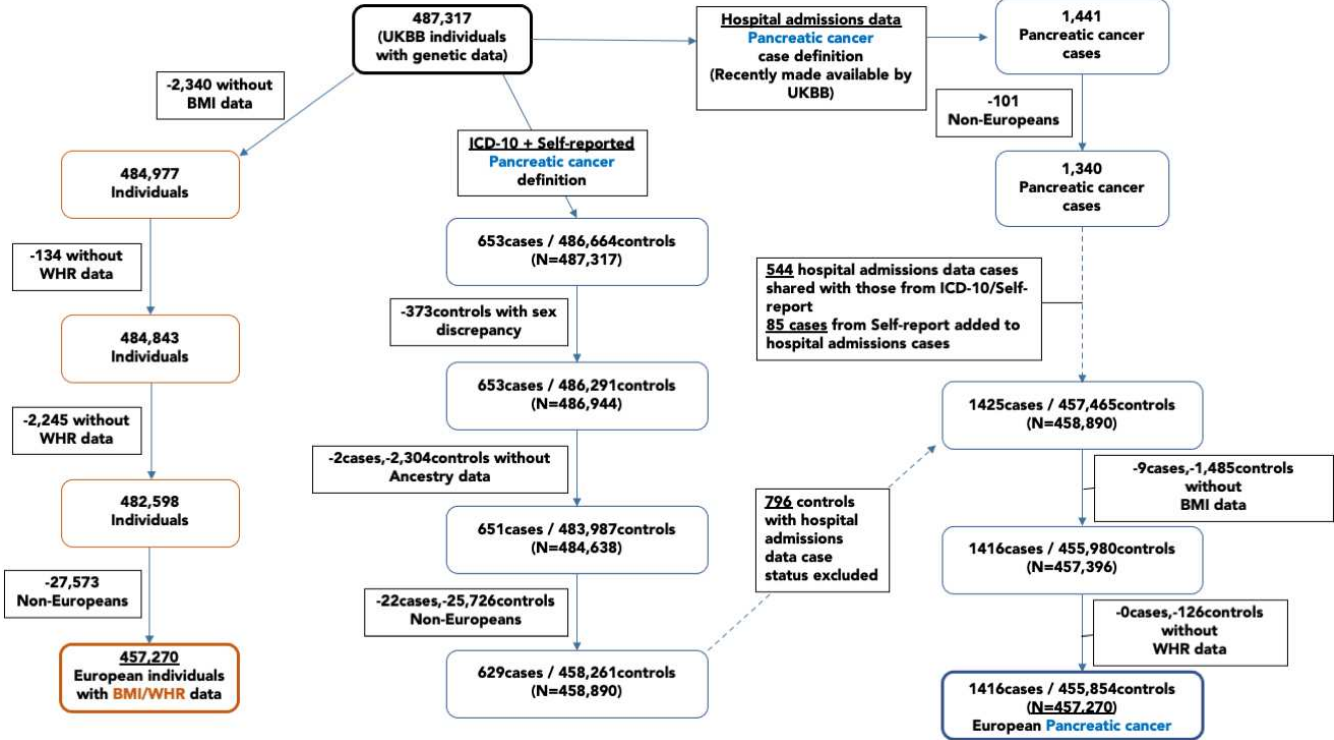 487,317
(UKBB individuals
with genetic data)
Hospital admissions data
Pancreatic cancer
case definition
(Recently made available by
UKBB)
1,441
Pancreatic cancer
cases
-2,340 without
BMI data
-101
Non-Europeans
ICD-10 + Self-reported
Pancreatic cancer
definition
484,977
Individuals
1,340
Pancreatic cancer
cases
653cases / 486,664controls
(N=487,317)
-134 without
WHR data
544 hospital admissions data cases
shared with those from ICD-10/Self-
report
85 cases from Self-report added to
hospital admissions cases
-373controls with sex
discrepancy
484,843
Individuals
653cases / 486,291controls
(N=486,944)
1425cases / 457,465controls
(N=458,890)
-2,245 without
WHR data
-2cases,-2,304controls without
Ancestry data
-9cases,-1,485controls
without
BMI data
482,598
Individuals
796 controls
with hospital
admissions
data case
status excluded
651cases / 483,987controls
(N=484,638)
1416cases / 455,980controls
(N=457,396)
-27,573
Non-Europeans
-22cases,-25,726controls
Non-Europeans
-0cases,-126controls
without
WHR data
457,270
European individuals
with BMI/WHR data
629cases / 458,261controls
(N=458,890)
1416cases / 455,854controls
(N=457,270)
European Pancreatic cancer